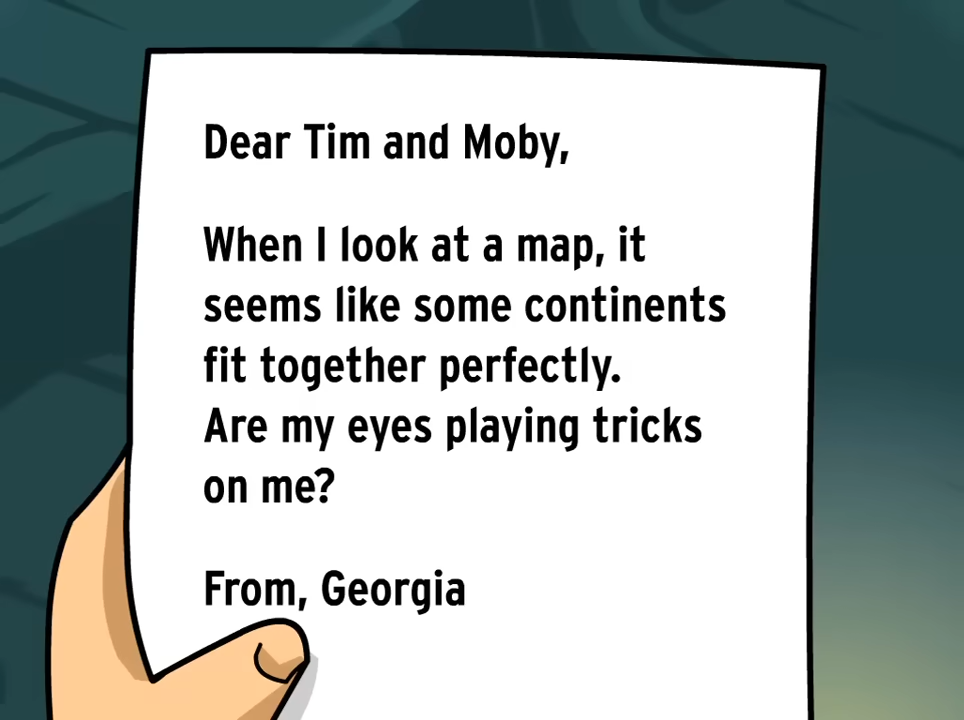 Dear Tim and Moby,
When I look at a map, it
seems like some continents
fit together perfectly.
Are my eyes playing tricks
on me?
From, Georgia